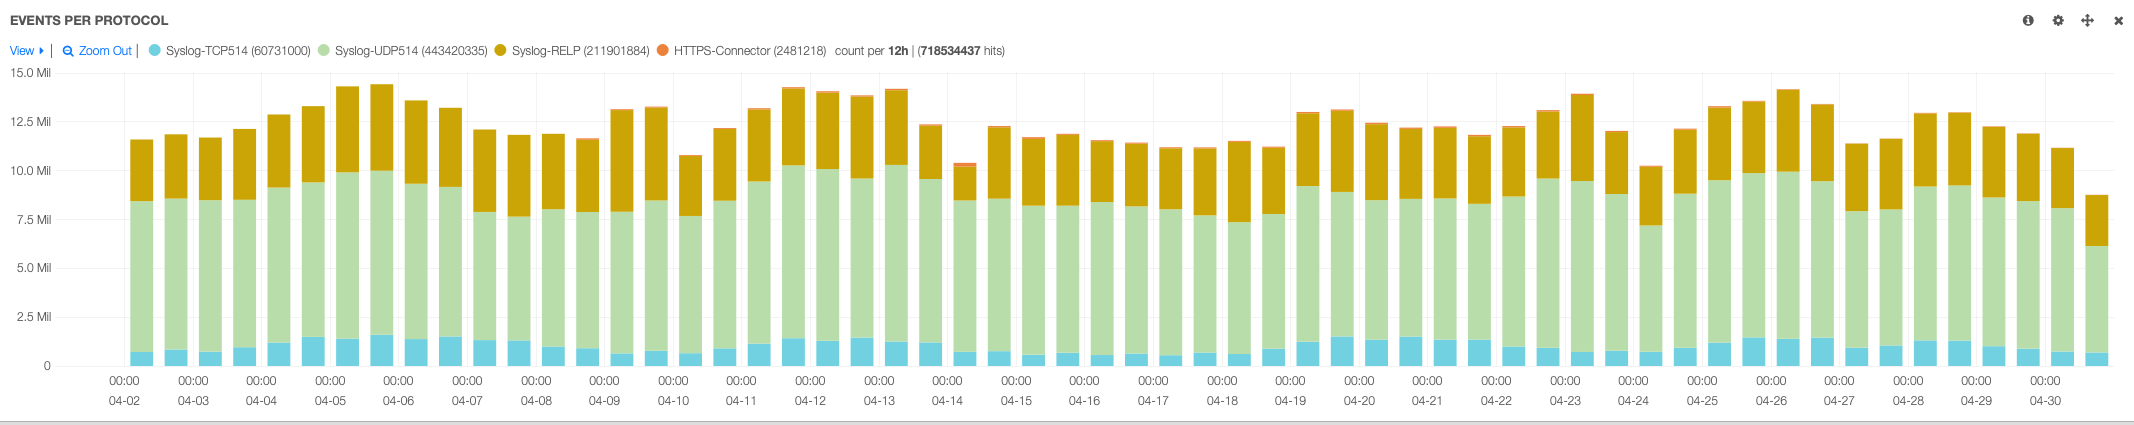 EVENTS PER PROTOCOL
View | Zoom Out | Syslog-TCP514 (60731000) Syslog-UDP514 (443420335) Syslog-RELP (211901884) HTTPS-Connector (2481218) count per 12h | (718534437 hits)
15.0 Mil
12.5 Mil
10.0 Mil
7.5 Mil
5.0 Mil
2.5 Mil
0
00:00 00:00 00:00 00:00 00:00 00:00 00:00 00:00 00:00 00:00 00:00 00:00 00:00 00:00 00:00 00:00 00:00 00:00 00:00 00:00 00:00 00:00 00:00 00:00 00:00 00:00 00:00 00:00 00:00
04-02 04-03 04-04 04-05 04-06 04-07 04-08 04-09 04-10 04-11 04-12 04-13 04-14 04-15 04-16 04-17 04-18 04-19 04-20 04-21 04-22 04-23 04-24 04-25 04-26 04-27 04-28 04-29 04-30